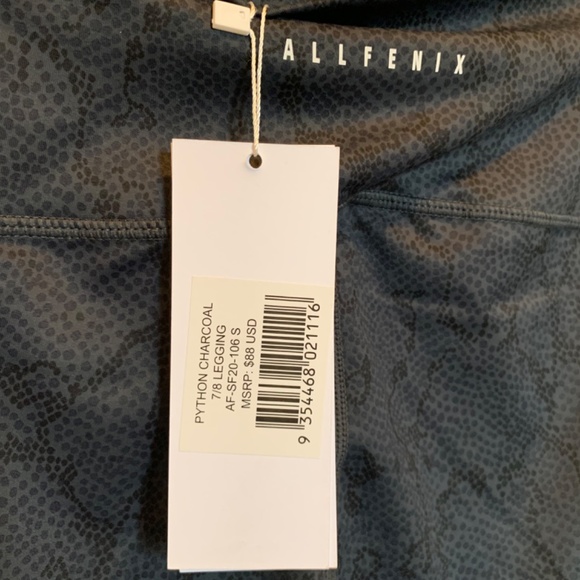 ALLFENIX
PYTHON CHARCOAL
7/8 LEGGING
AF-SF20-106 S
MSRP: $88 USD
9 354468 021116